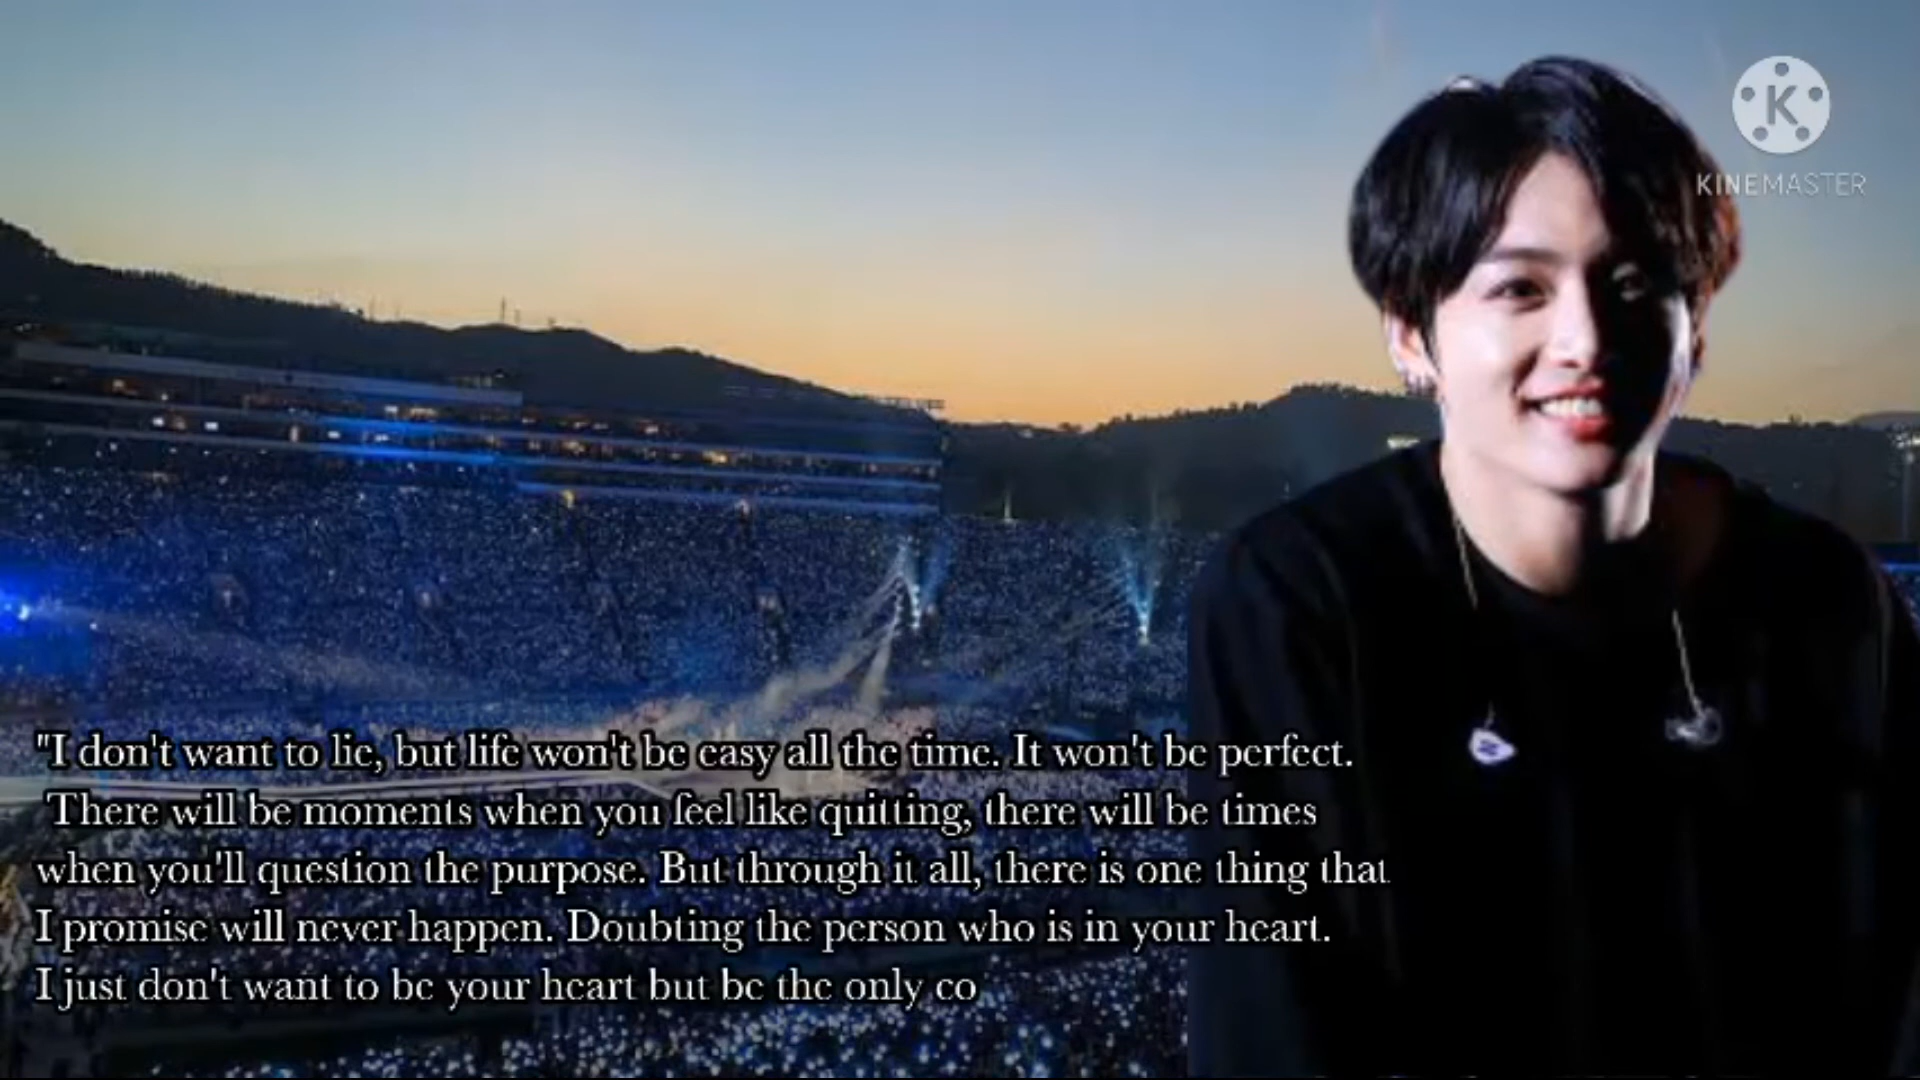 K
KINEMASTER
"I don't want to lie, but life won't be easy all the time. It won't be perfect.
There will be moments when you feel like quitting, there will be times
when you'll question the purpose. But through it all, there is one thing that
I promise will never happen. Doubting the person who is in your heart.
I just don't want to be your heart but be the only co